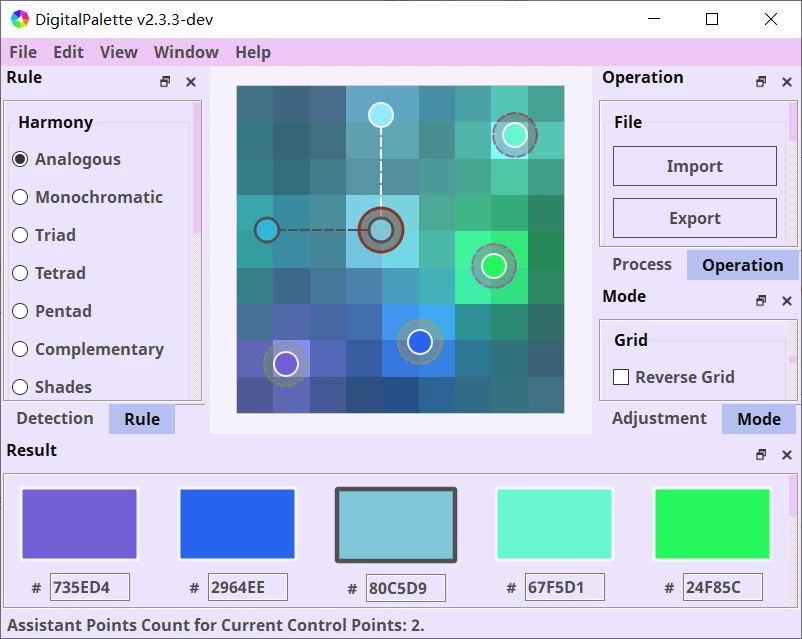 DigitalPalette v2.3.3-dev
File Edit View Window Help
Rule
Harmony
Analogous
Monochromatic
Triad
Tetrad
Pentad
Complementary
Shades
Detection Rule
Operation
File
Import
Export
Process Operation
Mode
Grid
Reverse Grid
Adjustment Mode
Result
# 735ED4 # 2964EE # 80C5D9 # 67F5D1 # 24F85C
Assistant Points Count for Current Control Points: 2.